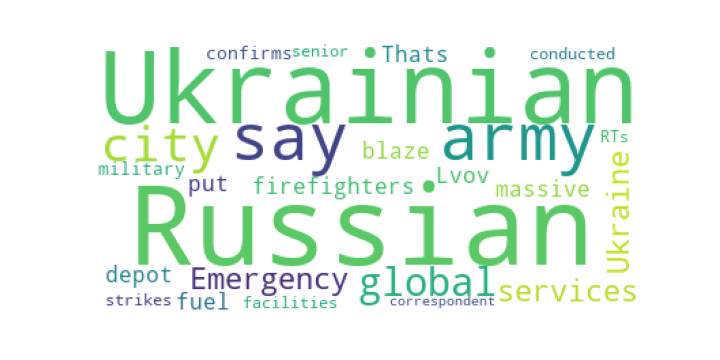 confirms senior Thats conducted
Ukrainian
city say army RTs
blaze
military put firefighters Lvov massive Ukraine
Russian
depot Emergency global services
strikes fuel facilities correspondent